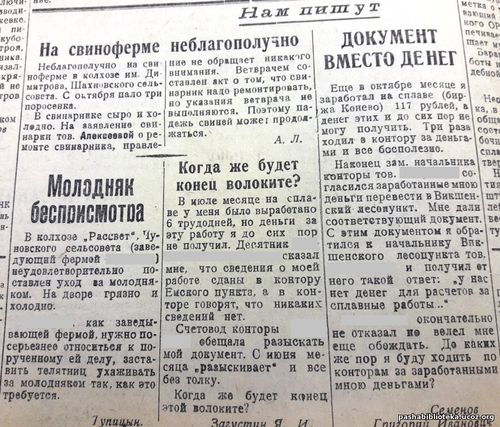 Нам пишут
На свиноферме неблагополучно
Неблагополучно на сви-
ноферме в колхозе им. Ди-
митрова, Шахновского сель-
совета. С октября пало три
поросенка.
В свинарнике сыро и хо-
лодно. На заявление сви-
нарки тов. Алексеевой о ре-
монте свинарника, правле-
ние не обращает никакого
внимания. Ветврачем со-
ставлен акт о том, что сви-
нарник надо ремонтировать,
но указания ветврача не
выполняются. Поэтому па-
дежь свиней может продол-
жаться.
А. Л.
Молодняк
беспризорный
В колхозе „Рассвет“, Чу-
новского сельсовета (заве-
дующий фермой )
неудовлетворительно по-
ставлен уход за молодня-
ком. На дворе грязно и
холодно.
как заведы-
вающей фермой, нужно по-
серьезнее относиться к по-
рученному ей делу, заста-
вить телятниц ухаживать
за молодняком так, как это
требуется.
Тупицын.
Когда же будет
конец волоките?
В июле месяце на спла-
ве у меня было выработано
6 трудодней, но деньги за
эту работу я до сих пор
не получил. Десятник
сказал
мне, что сведения о моей
работе сданы в контору
Емского пункта, а в кон-
торе говорят, что никаких
сведений нет.
Счетовод конторы
обещала разыскать
мой документ. С июня ме-
сяца „разыскивает“ и все
без толку.
Когда же будет конец
этой волоките?
Загустин Я. И.
ДОКУМЕНТ
ВМЕСТО ДЕНЕГ
Еще в октябре месяце я
заработал на сплаве (бир-
жа Конево) 117 рублей, а
денег этих и до сих пор не
могу получить. Три раза
ходил в контору за деньга-
ми и все бесполезно.
Наконец зам. начальника
конторы тов. со-
гласился заработанные мною
деньги перевести в Викшен-
ский лесопункт. Мне дали
соответствующий документ.
С этим документом я обра-
тился к начальнику Вик-
шенского лесопункта тов.
и получил от
него такой ответ: „у нас
нет денег для расчетов за
сплавные работы“...
окончательно
не отказал но велел мне
еще обождать. До каких
же пор я буду ходить по
конторам за заработанными
мною деньгами?
Семенов
Григорий Иванович
pashabiblioteka.ucoz.org